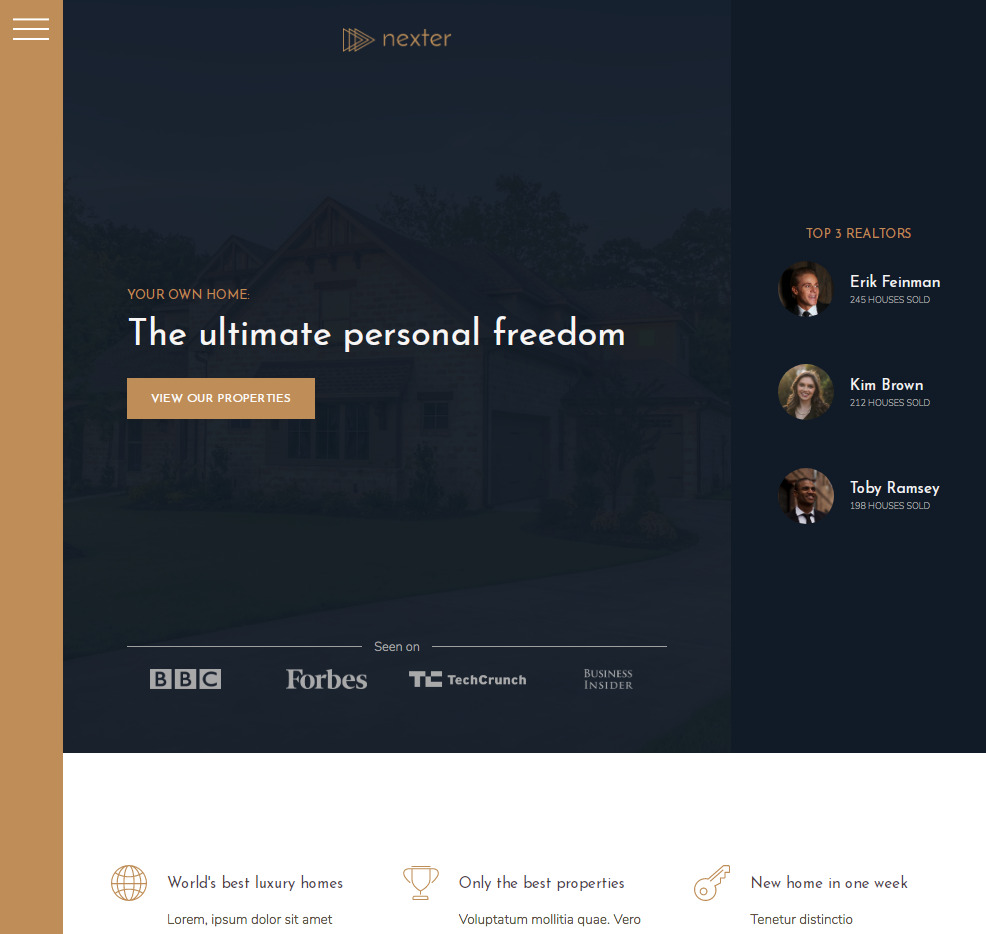 nexter
YOUR OWN HOME:
The ultimate personal freedom
VIEW OUR PROPERTIES
Seen on
BBC
Forbes
TC TechCrunch
BUSINESS
INSIDER
TOP 3 REALTORS
Erik Feinman
245 HOUSES SOLD
Kim Brown
212 HOUSES SOLD
Toby Ramsey
198 HOUSES SOLD
World's best luxury homes
Lorem, ipsum dolor sit amet
Only the best properties
Voluptatum mollitia quae. Vero
New home in one week
Tenetur distinctio